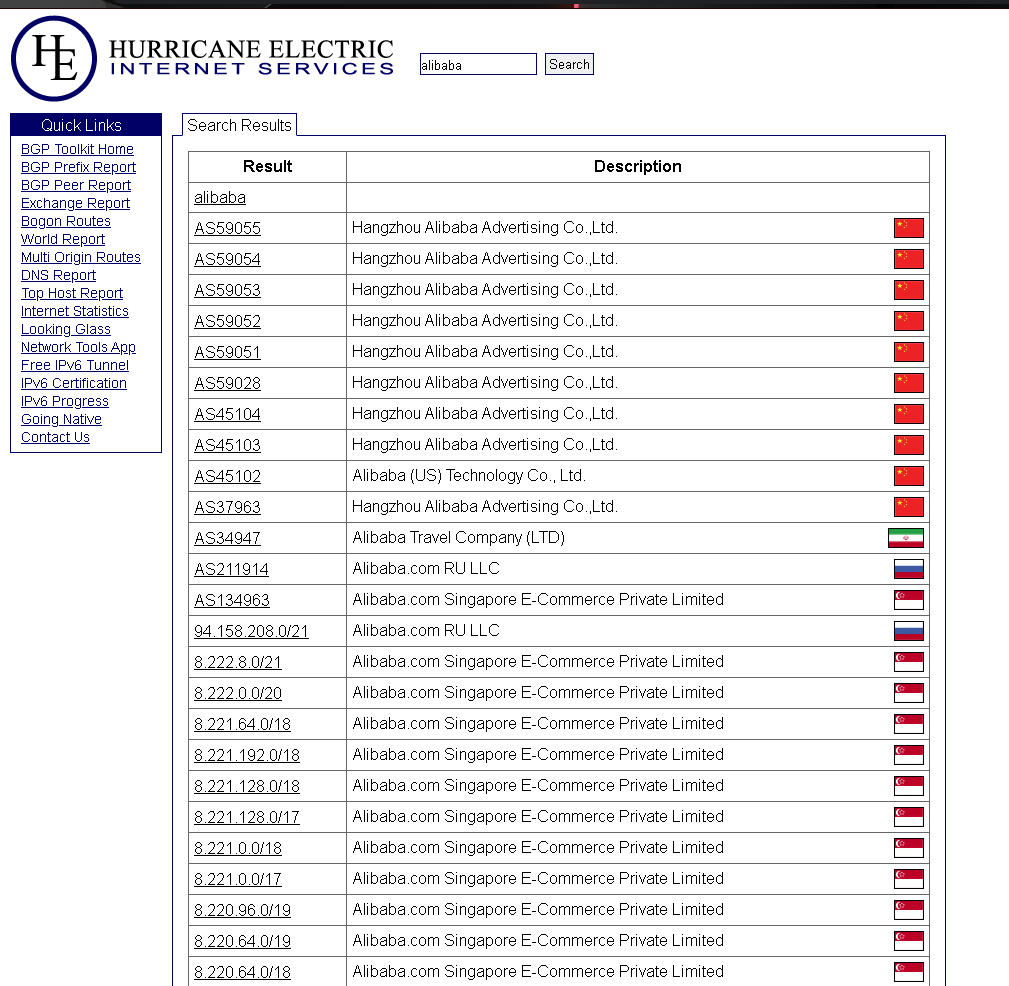 HE HURRICANE ELECTRIC
INTERNET SERVICES
alibaba Search
Quick Links
BGP Toolkit Home
BGP Prefix Report
BGP Peer Report
Exchange Report
Bogon Routes
World Report
Multi Origin Routes
DNS Report
Top Host Report
Internet Statistics
Looking Glass
Network Tools App
Free IPv6 Tunnel
IPv6 Certification
IPv6 Progress
Going Native
Contact Us
Search Results
Result Description
alibaba
AS59055 Hangzhou Alibaba Advertising Co.,Ltd.
AS59054 Hangzhou Alibaba Advertising Co.,Ltd.
AS59053 Hangzhou Alibaba Advertising Co.,Ltd.
AS59052 Hangzhou Alibaba Advertising Co.,Ltd.
AS59051 Hangzhou Alibaba Advertising Co.,Ltd.
AS59028 Hangzhou Alibaba Advertising Co.,Ltd.
AS45104 Hangzhou Alibaba Advertising Co.,Ltd.
AS45103 Hangzhou Alibaba Advertising Co.,Ltd.
AS45102 Alibaba (US) Technology Co., Ltd.
AS37963 Hangzhou Alibaba Advertising Co.,Ltd.
AS34947 Alibaba Travel Company (LTD)
AS211914 Alibaba.com RU LLC
AS134963 Alibaba.com Singapore E-Commerce Private Limited
94.158.208.0/21 Alibaba.com RU LLC
8.222.8.0/21 Alibaba.com Singapore E-Commerce Private Limited
8.222.0.0/20 Alibaba.com Singapore E-Commerce Private Limited
8.221.64.0/18 Alibaba.com Singapore E-Commerce Private Limited
8.221.192.0/18 Alibaba.com Singapore E-Commerce Private Limited
8.221.128.0/18 Alibaba.com Singapore E-Commerce Private Limited
8.221.128.0/17 Alibaba.com Singapore E-Commerce Private Limited
8.221.0.0/18 Alibaba.com Singapore E-Commerce Private Limited
8.221.0.0/17 Alibaba.com Singapore E-Commerce Private Limited
8.220.96.0/19 Alibaba.com Singapore E-Commerce Private Limited
8.220.64.0/19 Alibaba.com Singapore E-Commerce Private Limited
8.220.64.0/18 Alibaba.com Singapore E-Commerce Private Limited